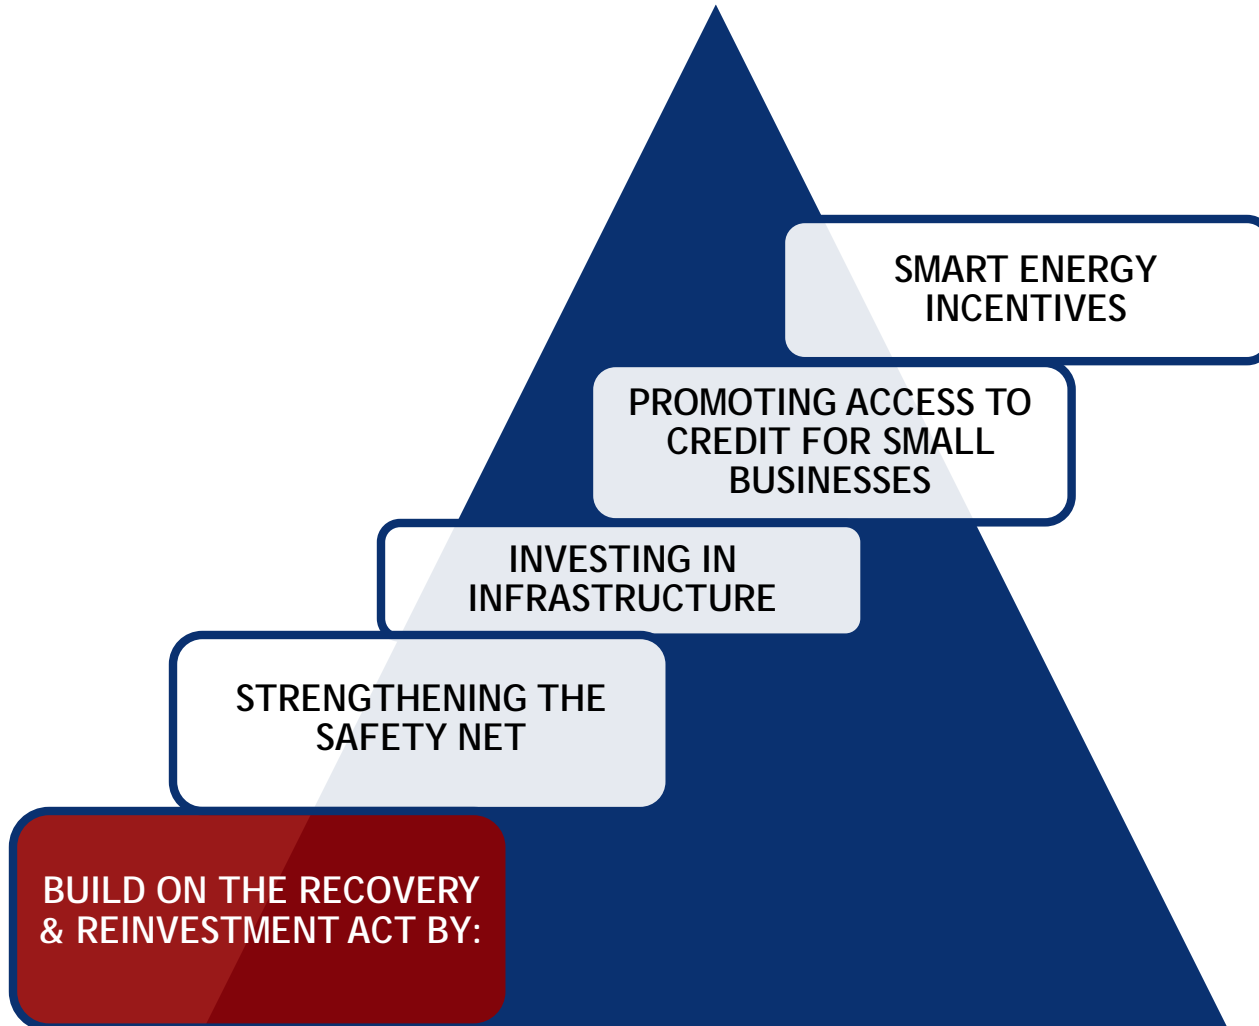 SMART ENERGY
INCENTIVES
PROMOTING ACCESS TO
CREDIT FOR SMALL
BUSINESSES
INVESTING IN
INFRASTRUCTURE
STRENGTHENING THE
SAFETY NET
BUILD ON THE RECOVERY
& REINVESTMENT ACT BY: